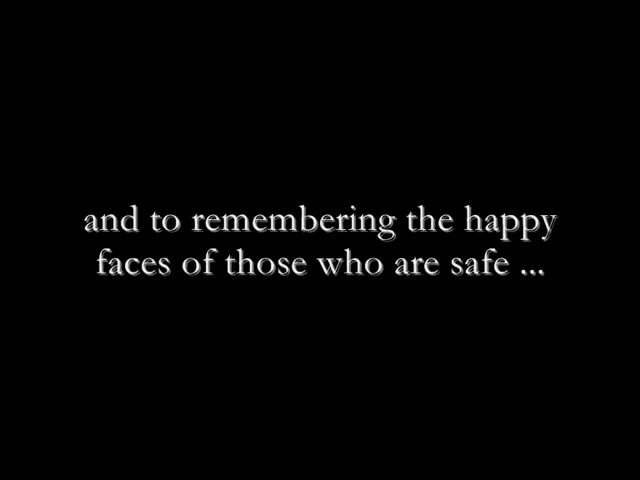 and to remembering the happy
faces of those who are safe ...